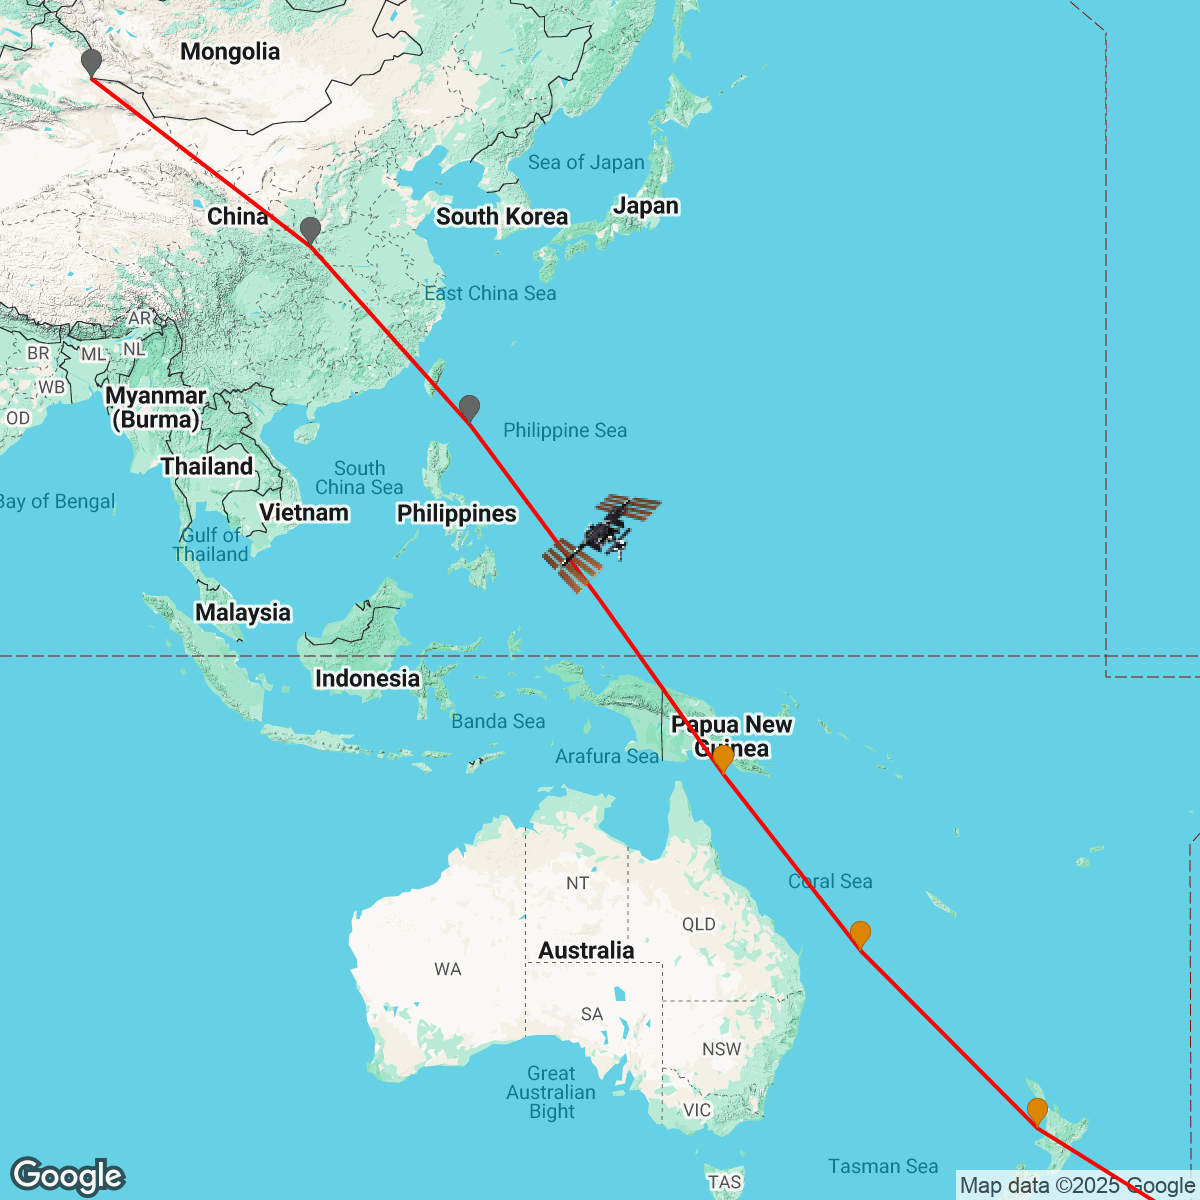 Mongolia
Sea of Japan
Japan
China
South Korea
East China Sea
AR
BR
ML
NL
WB
Myanmar
(Burma)
OD
Philippine Sea
Thailand
South
China Sea
Bay of Bengal
Vietnam
Philippines
Gulf of
Thailand
Malaysia
Indonesia
Banda Sea
Papua New
Guinea
Arafura Sea
Coral Sea
NT
QLD
Australia
WA
SA
NSW
Great
Australian
Bight
VIC
Tasman Sea
TAS
Google
Map data ©2025 Google